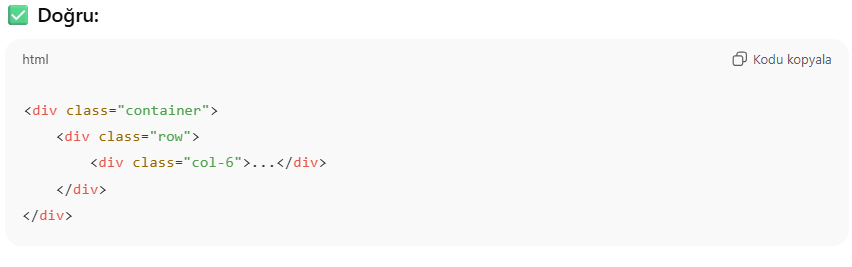 ✅ Doğru:
html Kodu kopyala
<div class="container">
    <div class="row">
        <div class="col-6">...</div>
    </div>
</div>